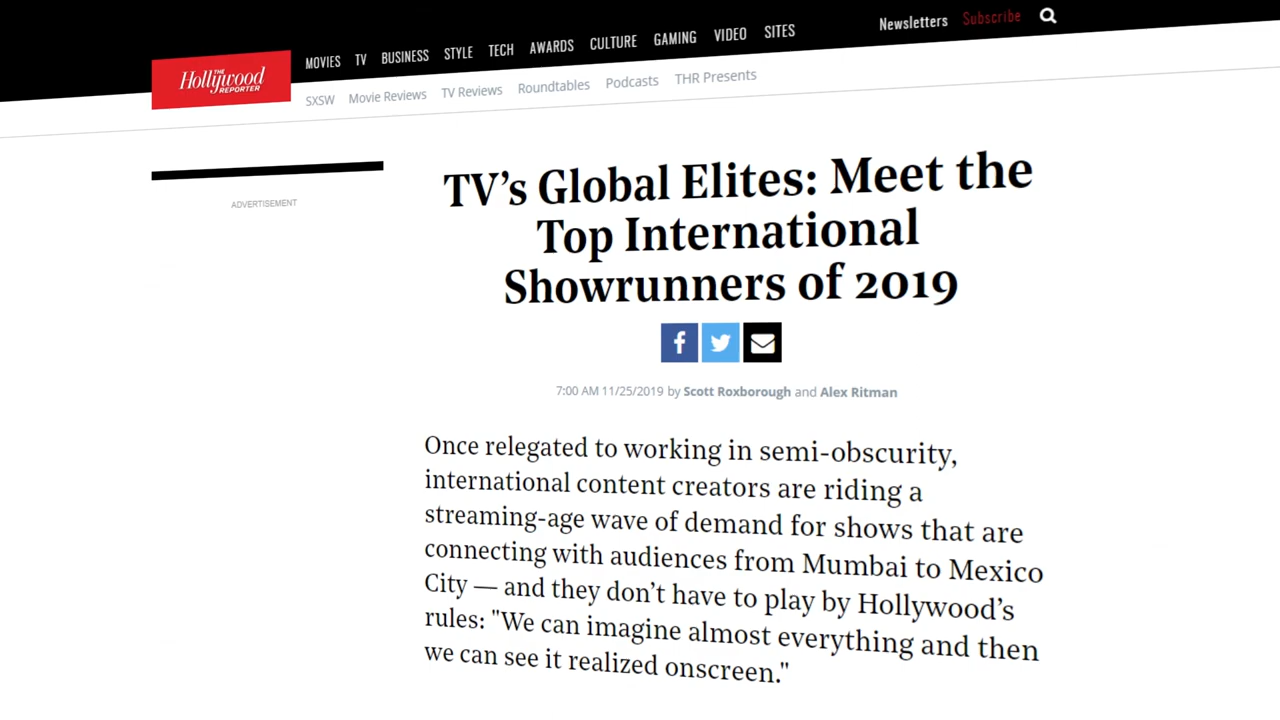 MOVIES TV BUSINESS STYLE TECH AWARDS CULTURE GAMING VIDEO SITES Newsletters Subscribe
THE
Hollywood
REPORTER
SXSW Movie Reviews TV Reviews Roundtables Podcasts THR Presents
ADVERTISEMENT
TV's Global Elites: Meet the
Top International
Showrunners of 2019
7:00 AM 11/25/2019 by Scott Roxborough and Alex Ritman
Once relegated to working in semi-obscurity,
international content creators are riding a
streaming-age wave of demand for shows that are
connecting with audiences from Mumbai to Mexico
City — and they don't have to play by Hollywood's
rules: "We can imagine almost everything and then
we can see it realized onscreen."